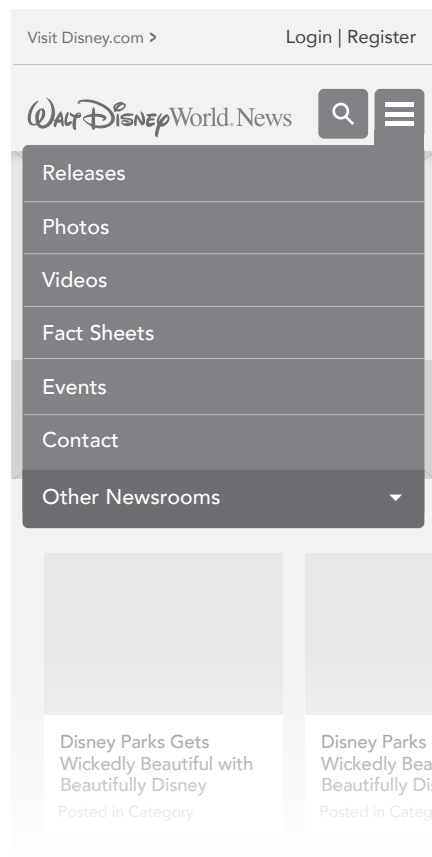 Visit Disney.com >
Login | Register
Walt Disney World. News
Releases
Photos
Videos
Fact Sheets
Events
Contact
Other Newsrooms
Disney Parks Gets
Wickedly Beautiful with
Beautifully Disney
Posted in Category
Disney Parks
Wickedly Bea
Beautifully Di
Posted in Categ